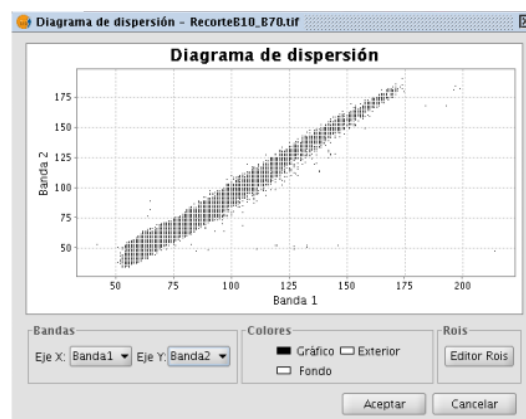 Diagrama de dispersión - RecorteB10_B70.tif
Diagrama de dispersión
Banda 2
175
150
125
100
75
50
50 75 100 125 150 175 200
Banda 1
Bandas
Eje X: Banda1 Eje Y: Banda2
Colores
Gráfico Exterior
Fondo
Rois
Editor Rois
Aceptar Cancelar